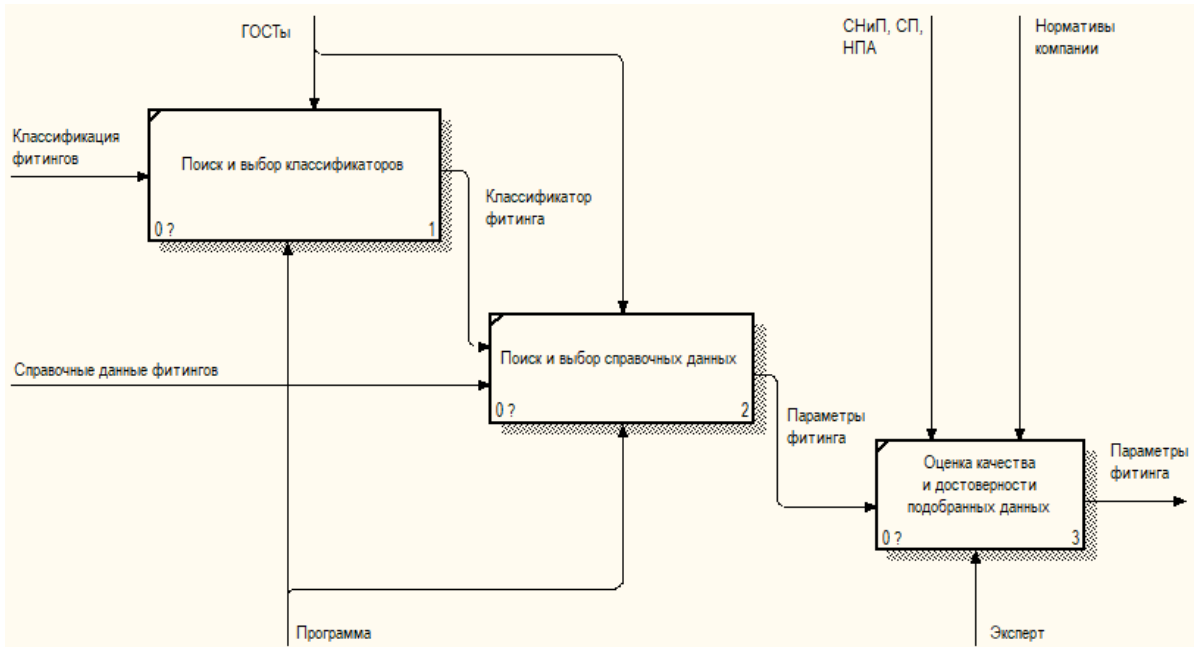 ГОСТы
СНиП, СП,
НПА
Нормативы
компании
Классификация
фитингов
Поиск и выбор классификаторов
0 ?
1
Классификатор
фитинга
Справочные данные фитингов
Поиск и выбор справочных данных
0 ?
2
Параметры
фитинга
Оценка качества
и достоверности
подобранных данных
0 ?
3
Параметры
фитинга
Программа
Эксперт